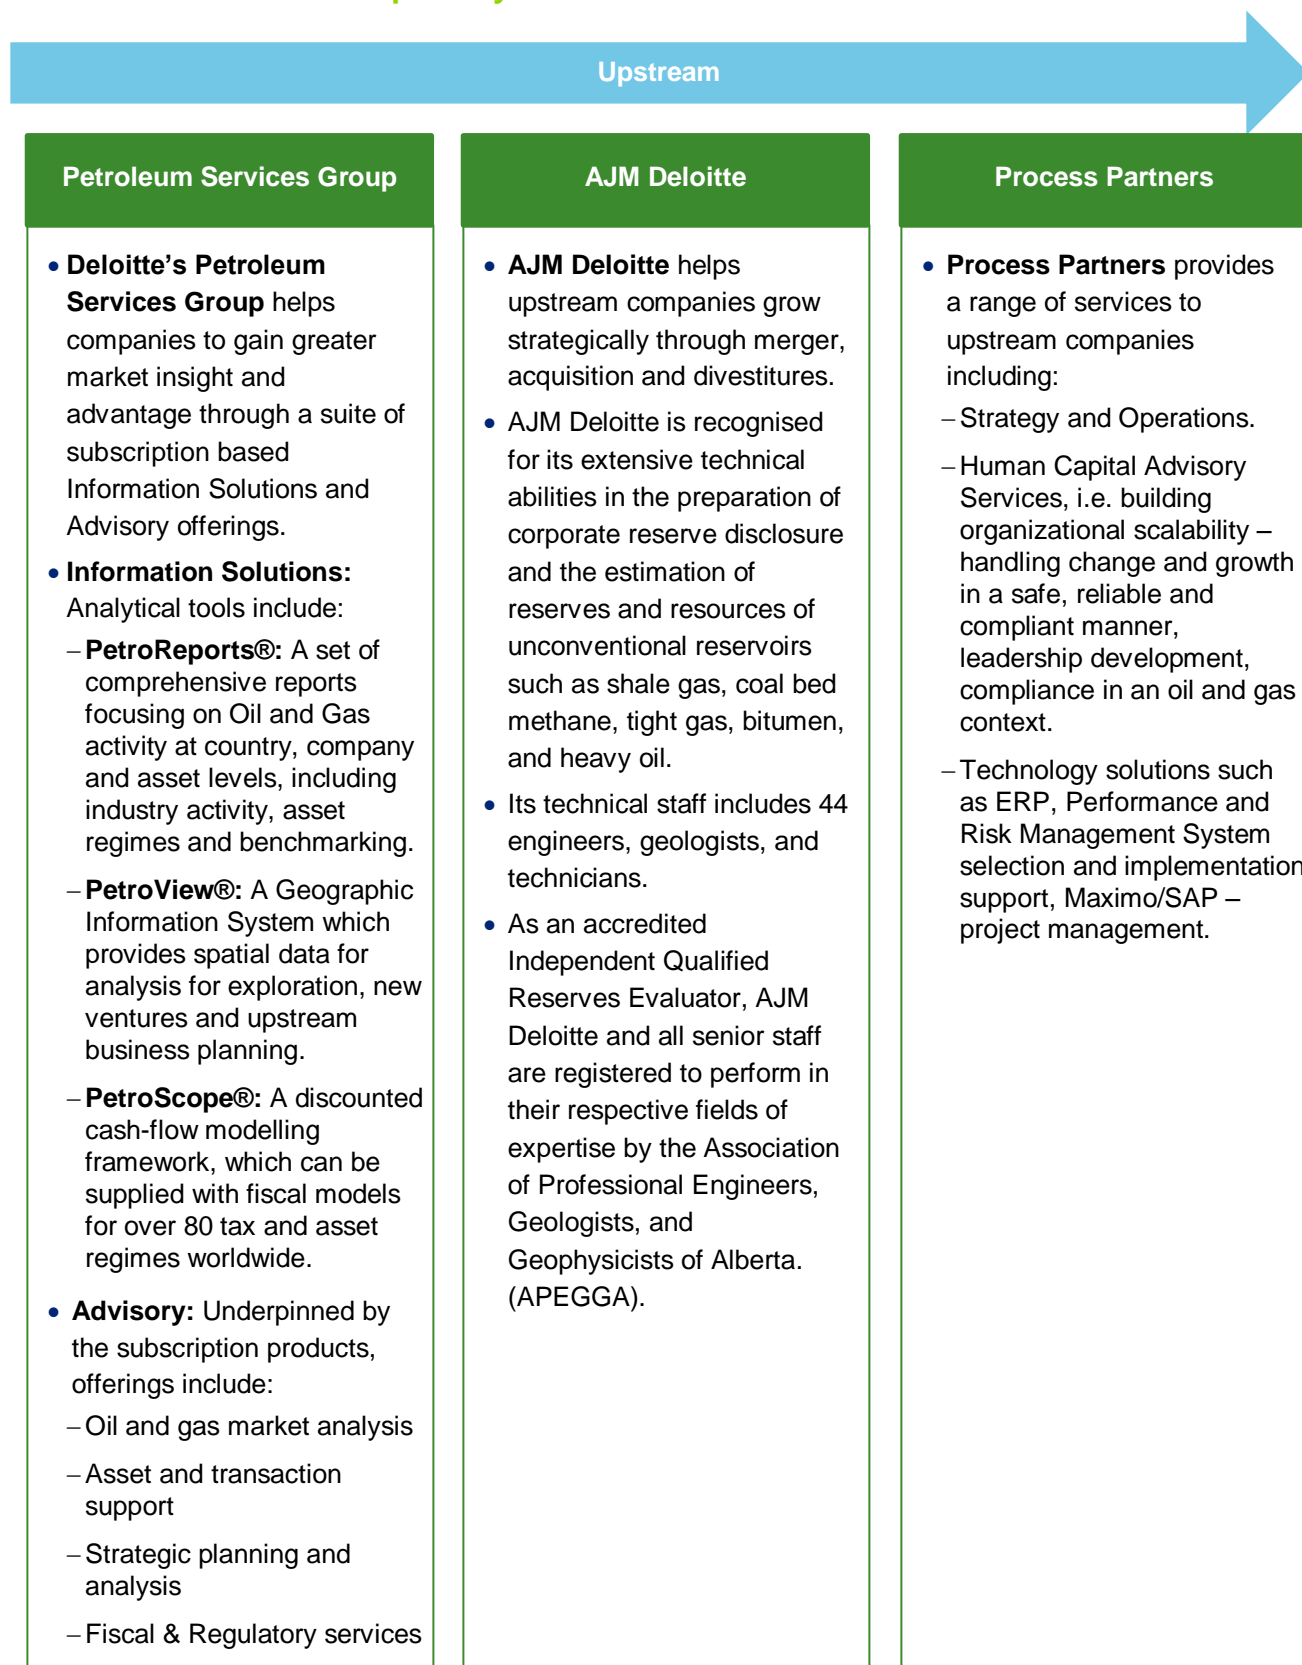 Upstream
Petroleum Services Group
• Deloitte’s Petroleum
Services Group helps
companies to gain greater
market insight and
advantage through a suite of
subscription based
Information Solutions and
Advisory offerings.
• Information Solutions:
Analytical tools include:
– PetroReports®: A set of
comprehensive reports
focusing on Oil and Gas
activity at country, company
and asset levels, including
industry activity, asset
regimes and benchmarking.
– PetroView®: A Geographic
Information System which
provides spatial data for
analysis for exploration, new
ventures and upstream
business planning.
– PetroScope®: A discounted
cash-flow modelling
framework, which can be
supplied with fiscal models
for over 80 tax and asset
regimes worldwide.
• Advisory: Underpinned by
the subscription products,
offerings include:
– Oil and gas market analysis
– Asset and transaction
support
– Strategic planning and
analysis
– Fiscal & Regulatory services
AJM Deloitte
• AJM Deloitte helps
upstream companies grow
strategically through merger,
acquisition and divestitures.
• AJM Deloitte is recognised
for its extensive technical
abilities in the preparation of
corporate reserve disclosure
and the estimation of
reserves and resources of
unconventional reservoirs
such as shale gas, coal bed
methane, tight gas, bitumen,
and heavy oil.
• Its technical staff includes 44
engineers, geologists, and
technicians.
• As an accredited
Independent Qualified
Reserves Evaluator, AJM
Deloitte and all senior staff
are registered to perform in
their respective fields of
expertise by the Association
of Professional Engineers,
Geologists, and
Geophysicists of Alberta.
(APEGGA).
Process Partners
• Process Partners provides
a range of services to
upstream companies
including:
– Strategy and Operations.
– Human Capital Advisory
Services, i.e. building
organizational scalability –
handling change and growth
in a safe, reliable and
compliant manner,
leadership development,
compliance in an oil and gas
context.
– Technology solutions such
as ERP, Performance and
Risk Management System
selection and implementation
support, Maximo/SAP –
project management.